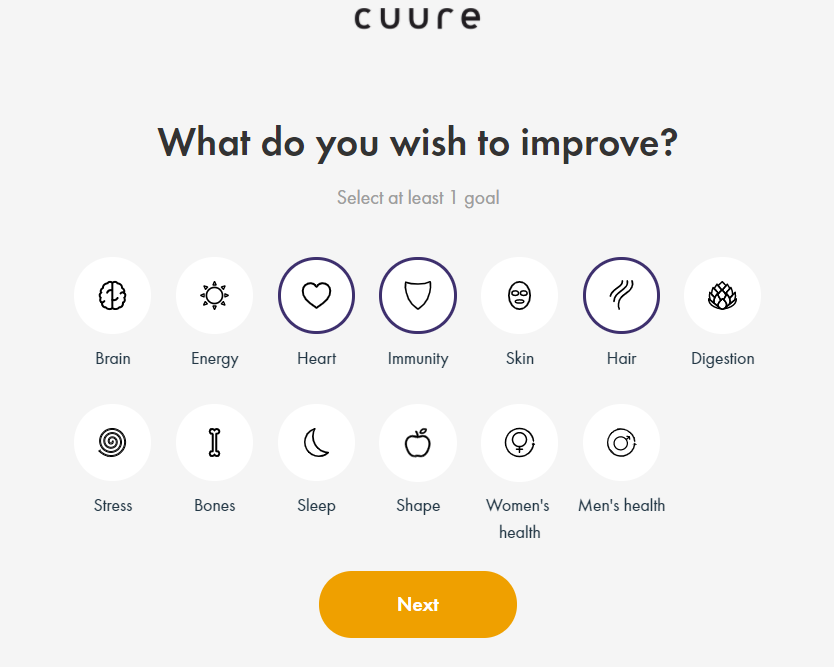 cuure
What do you wish to improve?
Select at least 1 goal
Brain Energy Heart Immunity Skin Hair Digestion
Stress Bones Sleep Shape Women's Men's health
health
Next